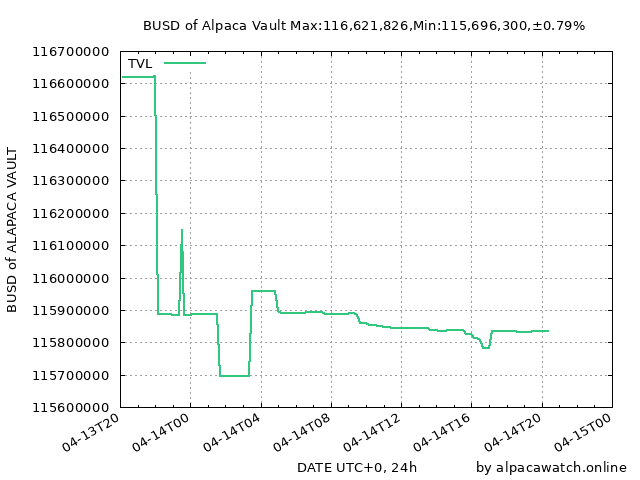 BUSD of Alpaca Vault Max:116,621,826,Min:115,696,300,±0.79%
116700000
TVL
116600000
116500000
116400000
116300000
116200000
116100000
116000000
115900000
115800000
115700000
115600000
BUSD of ALAPACA VAULT
04-13T20
04-14T00
04-14T04
04-14T08
04-14T12
04-14T16
04-14T20
04-15T00
DATE UTC+0, 24h
by alpacawatch.online